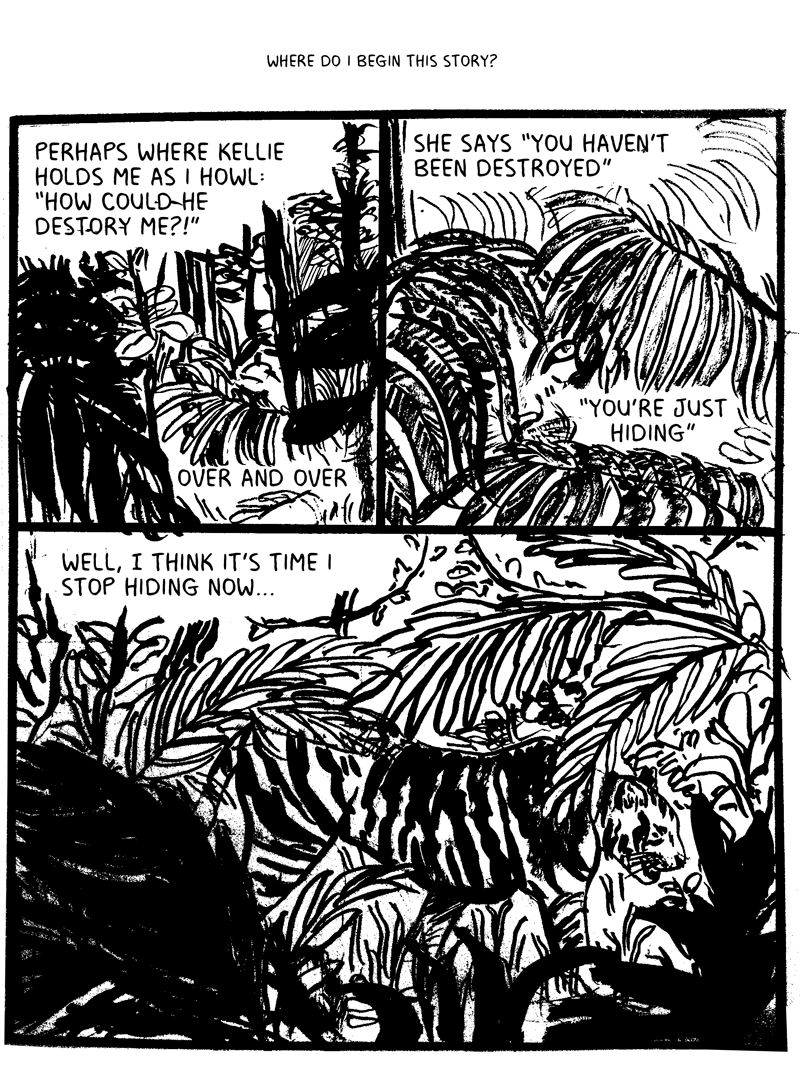 WHERE DO I BEGIN THIS STORY?
PERHAPS WHERE KELLIE
HOLDS ME AS I HOWL:
"HOW COULD HE
DESTORY ME?!"
OVER AND OVER
SHE SAYS "YOU HAVEN'T
BEEN DESTROYED"
"YOU'RE JUST
HIDING"
WELL, I THINK IT'S TIME I
STOP HIDING NOW...